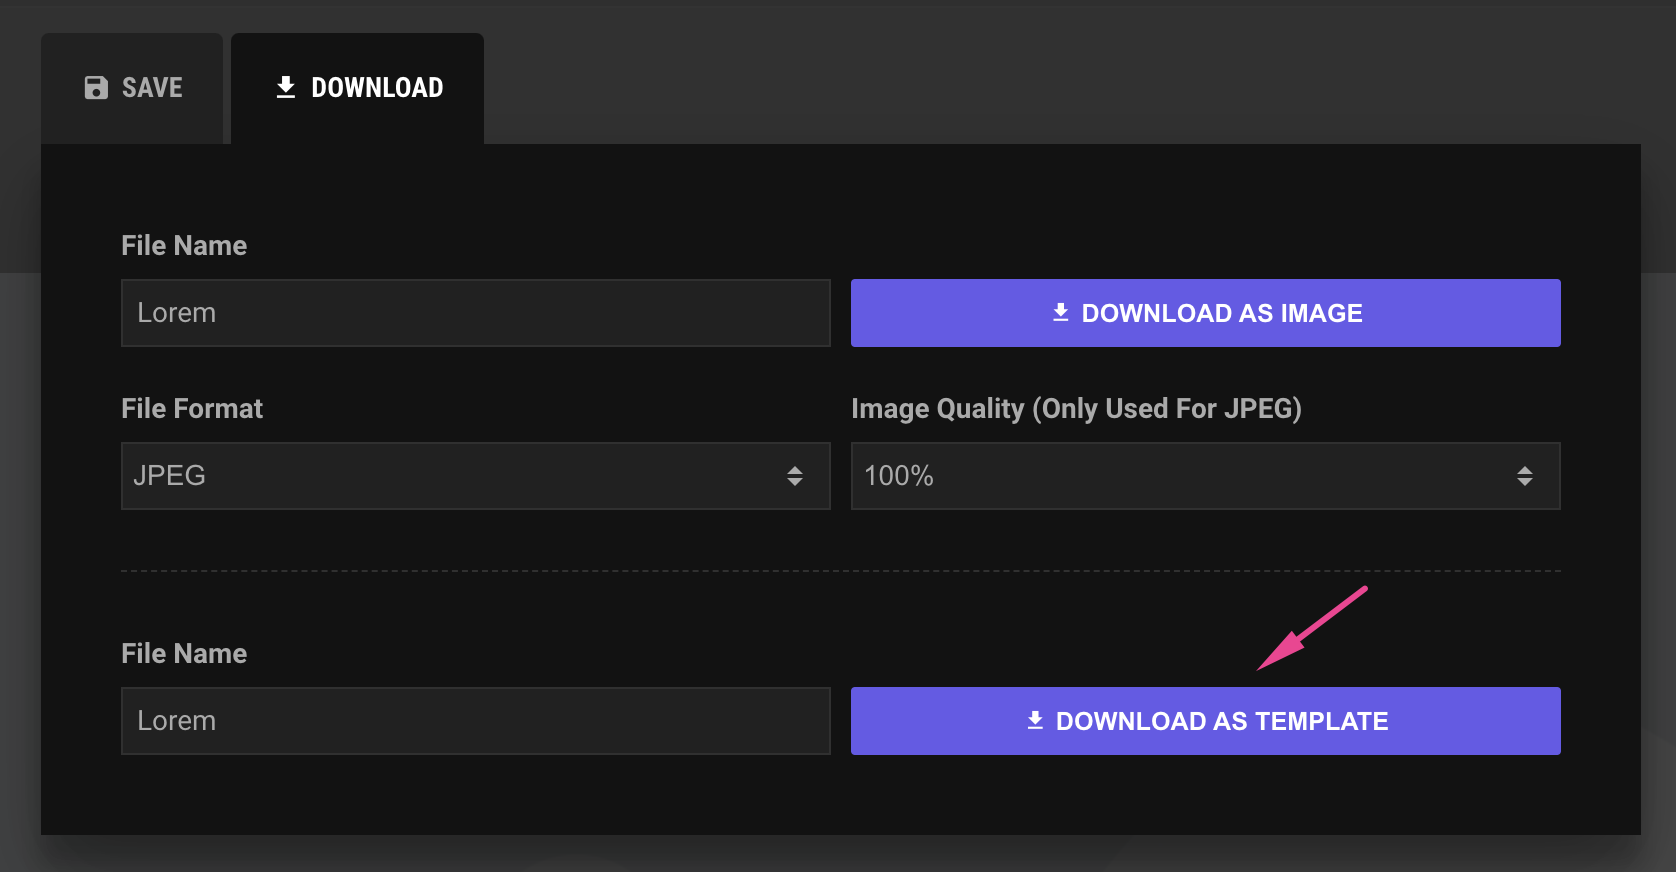 SAVE
DOWNLOAD
File Name
Lorem
DOWNLOAD AS IMAGE
File Format
Image Quality (Only Used For JPEG)
JPEG
100%
File Name
Lorem
DOWNLOAD AS TEMPLATE